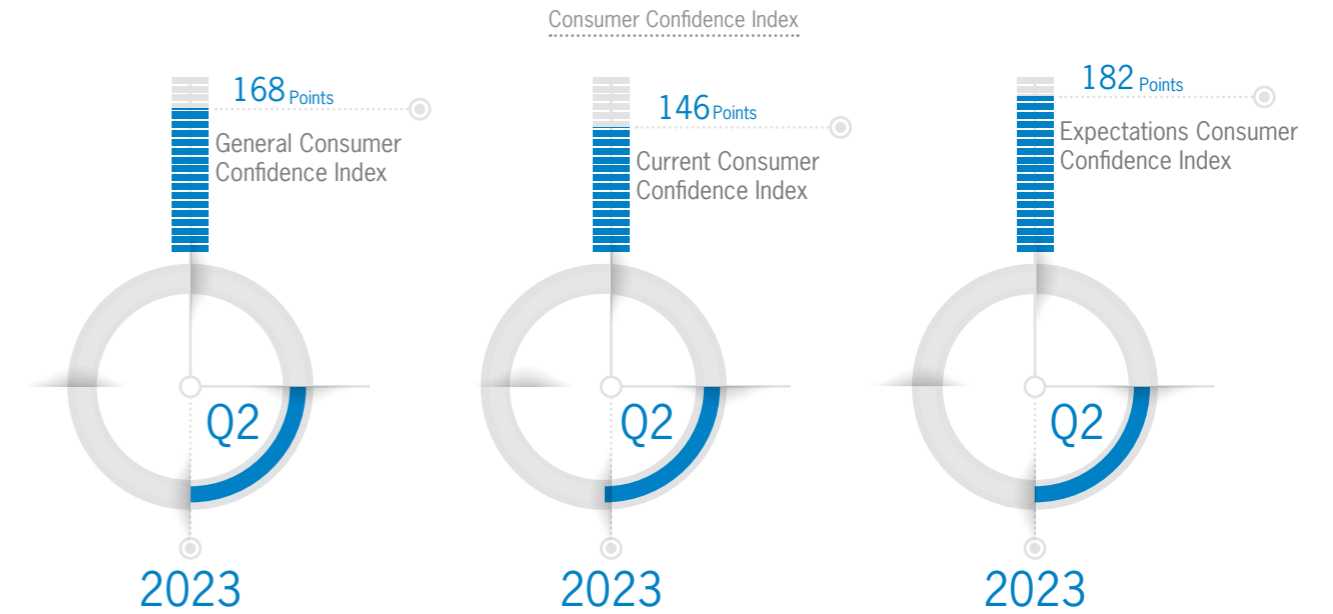 Consumer Confidence Index
168 Points
General Consumer
Confidence Index
Q2
2023
146 Points
Current Consumer
Confidence Index
Q2
2023
182 Points
Expectations Consumer
Confidence Index
Q2
2023